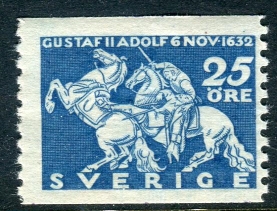 GUSTAF II ADOLF 6 NOV · 1632
25
ÖRE
SVERIGE